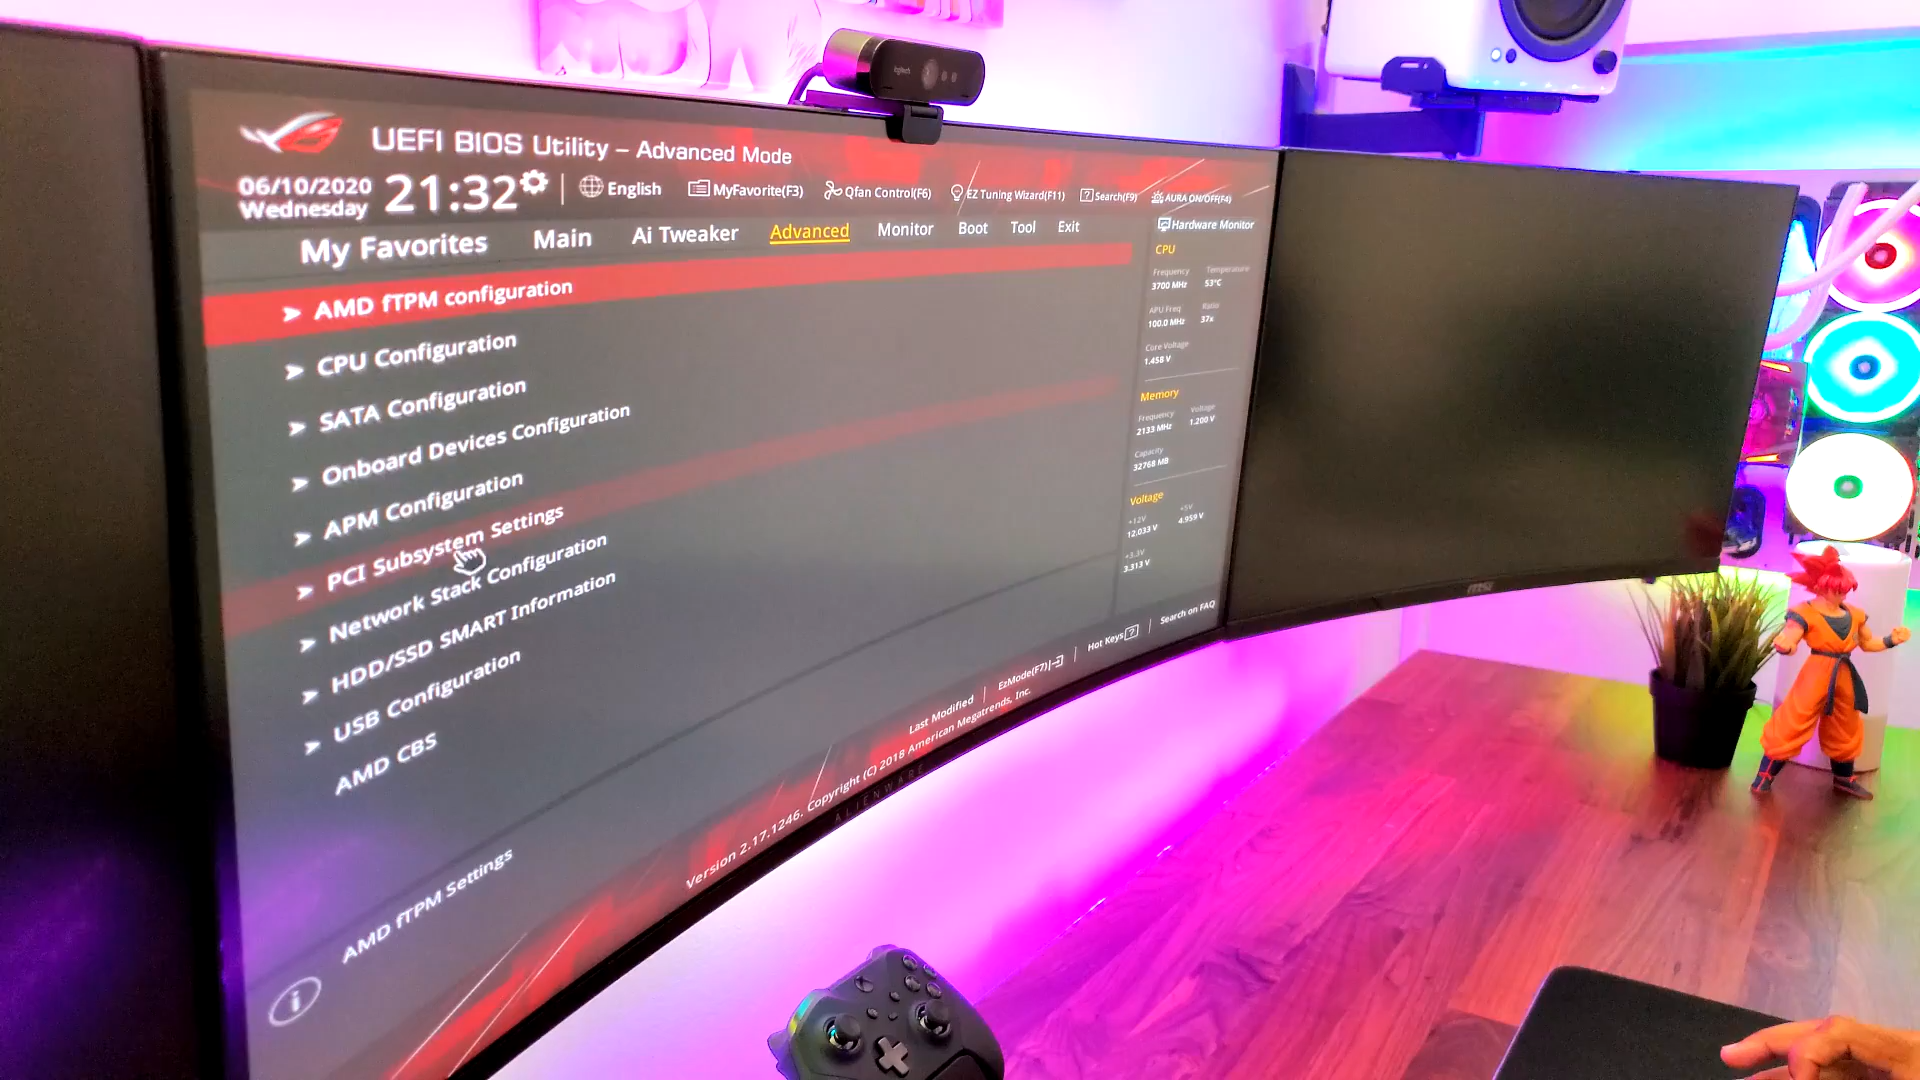 logitech
UEFI BIOS Utility – Advanced Mode
06/10/2020
Wednesday
21:32
English
MyFavorite(F3)
Qfan Control(F6)
EZ Tuning Wizard(F11)
Search(F9)
AURA ON/OFF(F4)
My Favorites
Main
Ai Tweaker
Advanced
Monitor
Boot
Tool
Exit
AMD fTPM configuration
CPU Configuration
SATA Configuration
Onboard Devices Configuration
APM Configuration
PCI Subsystem Settings
Network Stack Configuration
HDD/SSD SMART Information
USB Configuration
AMD CBS
AMD fTPM Settings
Hardware Monitor
CPU
Frequency Temperature
3700 MHz 53°C
APU Freq Ratio
100.0 MHz 37x
Core Voltage
1.458 V
Memory
Frequency Voltage
2133 MHz 1.200 V
Capacity
32768 MB
Voltage
+12V +5V
12.033 V 4.959 V
+3.3V
3.313 V
Last Modified
EzMode(F7)
Hot Keys ?
Search on FAQ
Version 2.17.1246. Copyright (C) 2018 American Megatrends, Inc.
ALIENWARE
msi